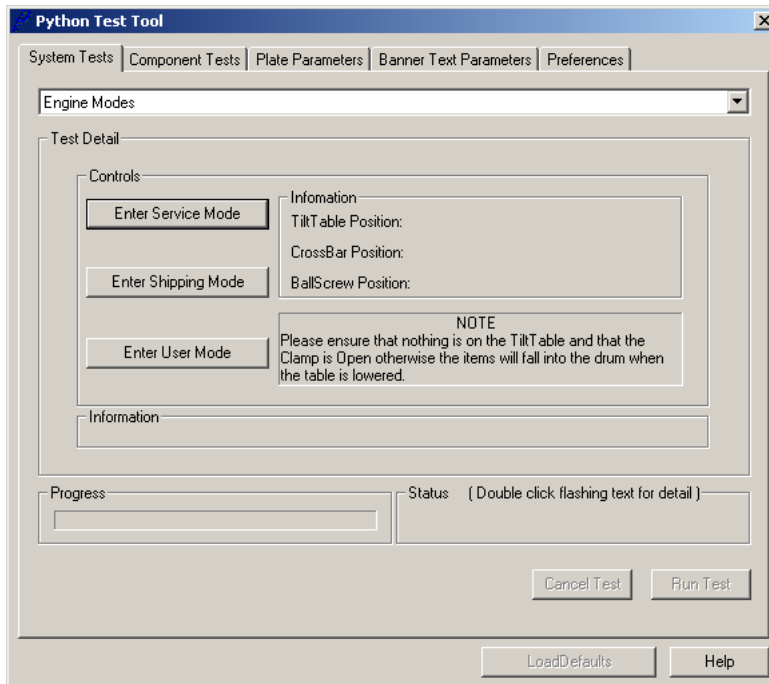 Python Test Tool
System Tests
Component Tests
Plate Parameters
Banner Text Parameters
Preferences
Engine Modes
Test Detail
Controls
Enter Service Mode
Infomation
TiltTable Position:
CrossBar Position:
Enter Shipping Mode
BallScrew Position:
NOTE
Please ensure that nothing is on the TiltTable and that the
Clamp is Open otherwise the items will fall into the drum when
the table is lowered.
Enter User Mode
Information
Progress
Status ( Double click flashing text for detail )
Cancel Test
Run Test
LoadDefaults
Help